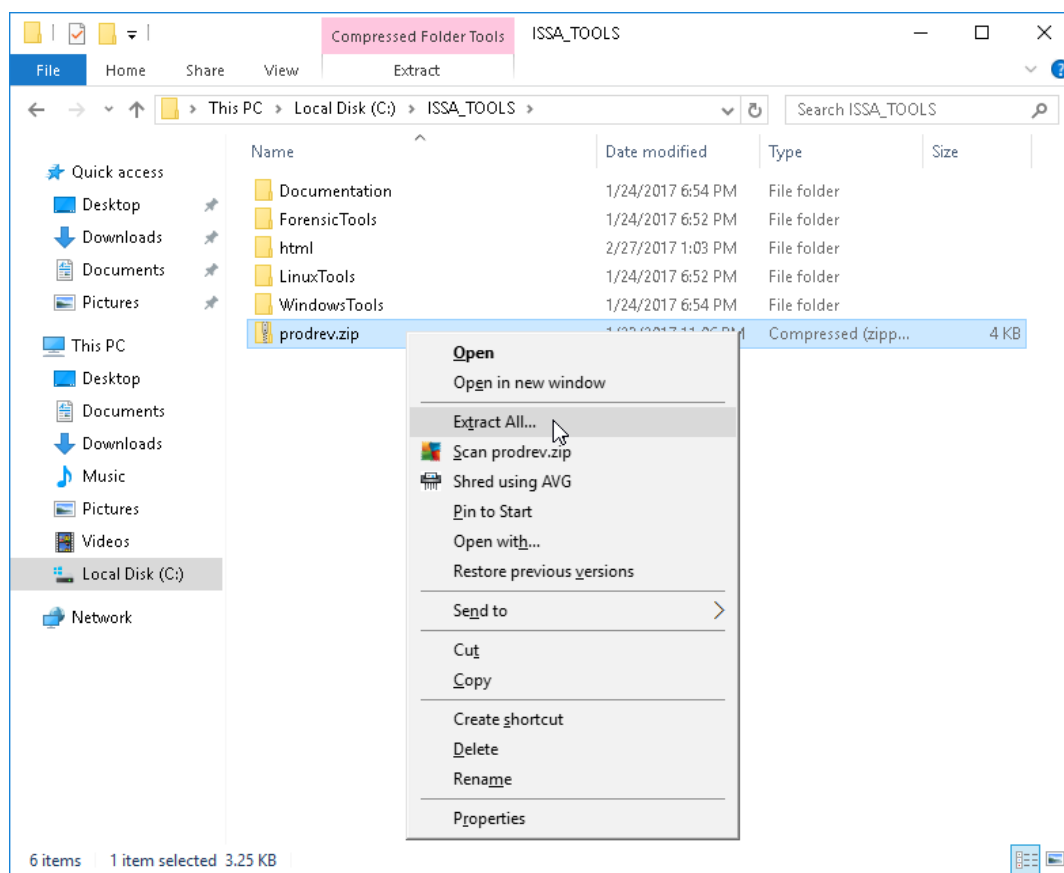 Compressed Folder Tools ISSA_TOOLS
File Home Share View Extract
This PC Local Disk (C:) ISSA_TOOLS Search ISSA_TOOLS
Name Date modified Type Size
Quick access
Desktop
Downloads
Documents
Pictures
This PC
Desktop
Documents
Downloads
Music
Pictures
Videos
Local Disk (C:)
Network
Documentation 1/24/2017 6:54 PM File folder
ForensicTools 1/24/2017 6:52 PM File folder
html 2/27/2017 1:03 PM File folder
LinuxTools 1/24/2017 6:52 PM File folder
WindowsTools 1/24/2017 6:54 PM File folder
prodrev.zip Compressed (zipp... 4 KB
Open
Open in new window
Extract All...
Scan prodrev.zip
Shred using AVG
Pin to Start
Open with...
Restore previous versions
Send to
Cut
Copy
Create shortcut
Delete
Rename
Properties
6 items 1 item selected 3.25 KB